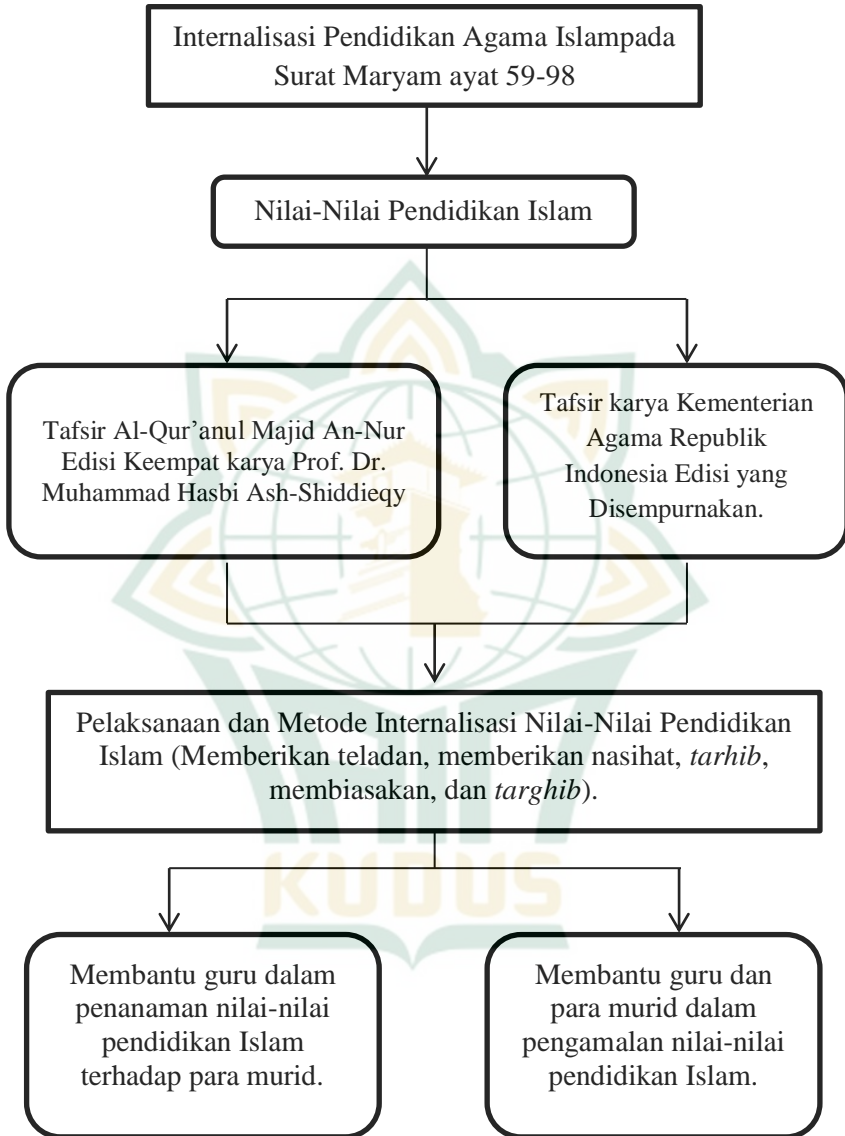 Internalisasi Pendidikan Agama Islampada
Surat Maryam ayat 59-98
Nilai-Nilai Pendidikan Islam
Tafsir Al-Qur’anul Majid An-Nur
Edisi Keempat karya Prof. Dr.
Muhammad Hasbi Ash-Shiddieqy
Tafsir karya Kementerian
Agama Republik
Indonesia Edisi yang
Disempurnakan.
Pelaksanaan dan Metode Internalisasi Nilai-Nilai Pendidikan
Islam (Memberikan teladan, memberikan nasihat, tarhib,
membiasakan, dan targhib).
KUDUS
Membantu guru dalam
penanaman nilai-nilai
pendidikan Islam
terhadap para murid.
Membantu guru dan
para murid dalam
pengamalan nilai-nilai
pendidikan Islam.